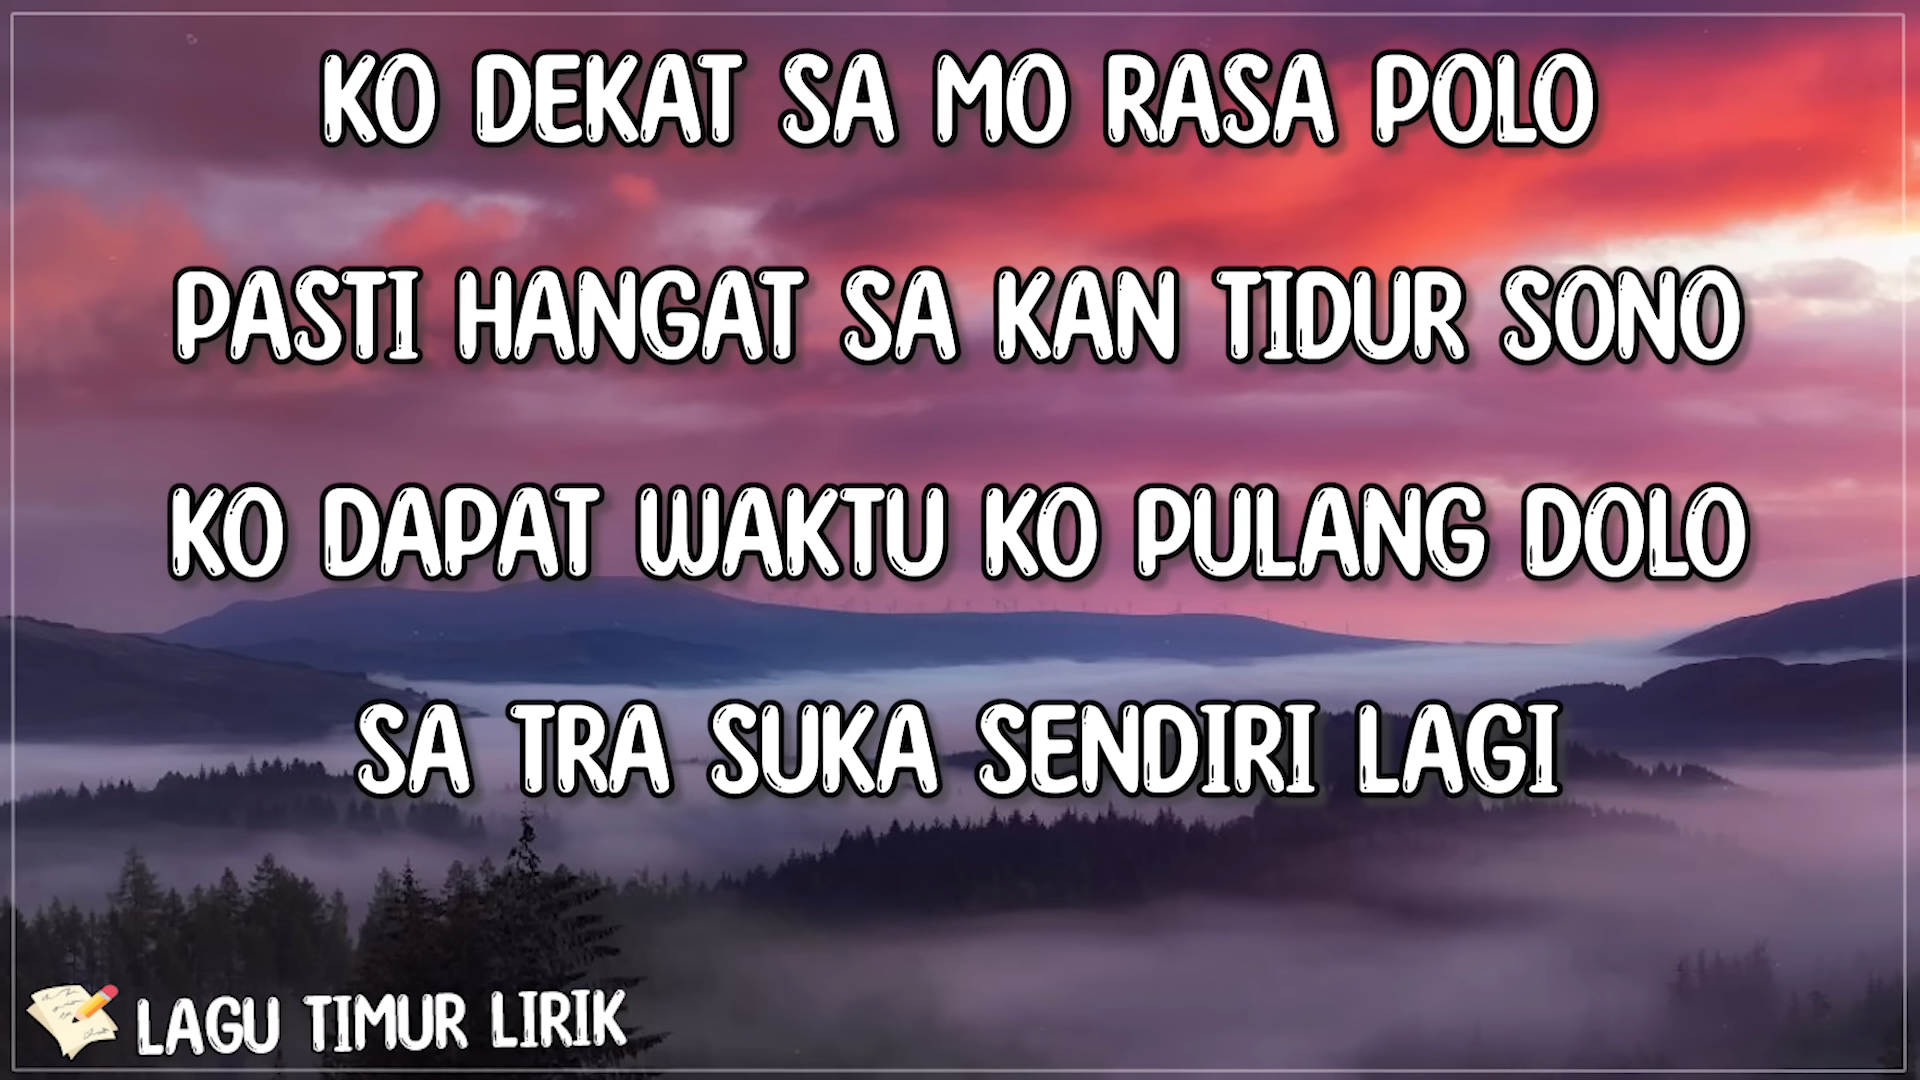 KO DEKAT SA MO RASA POLO
PASTI HANGAT SA KAN TIDUR SONO
KO DAPAT WAKTU KO PULANG DOLO
SA TRA SUKA SENDIRI LAGI
LAGU TIMUR LIRIK